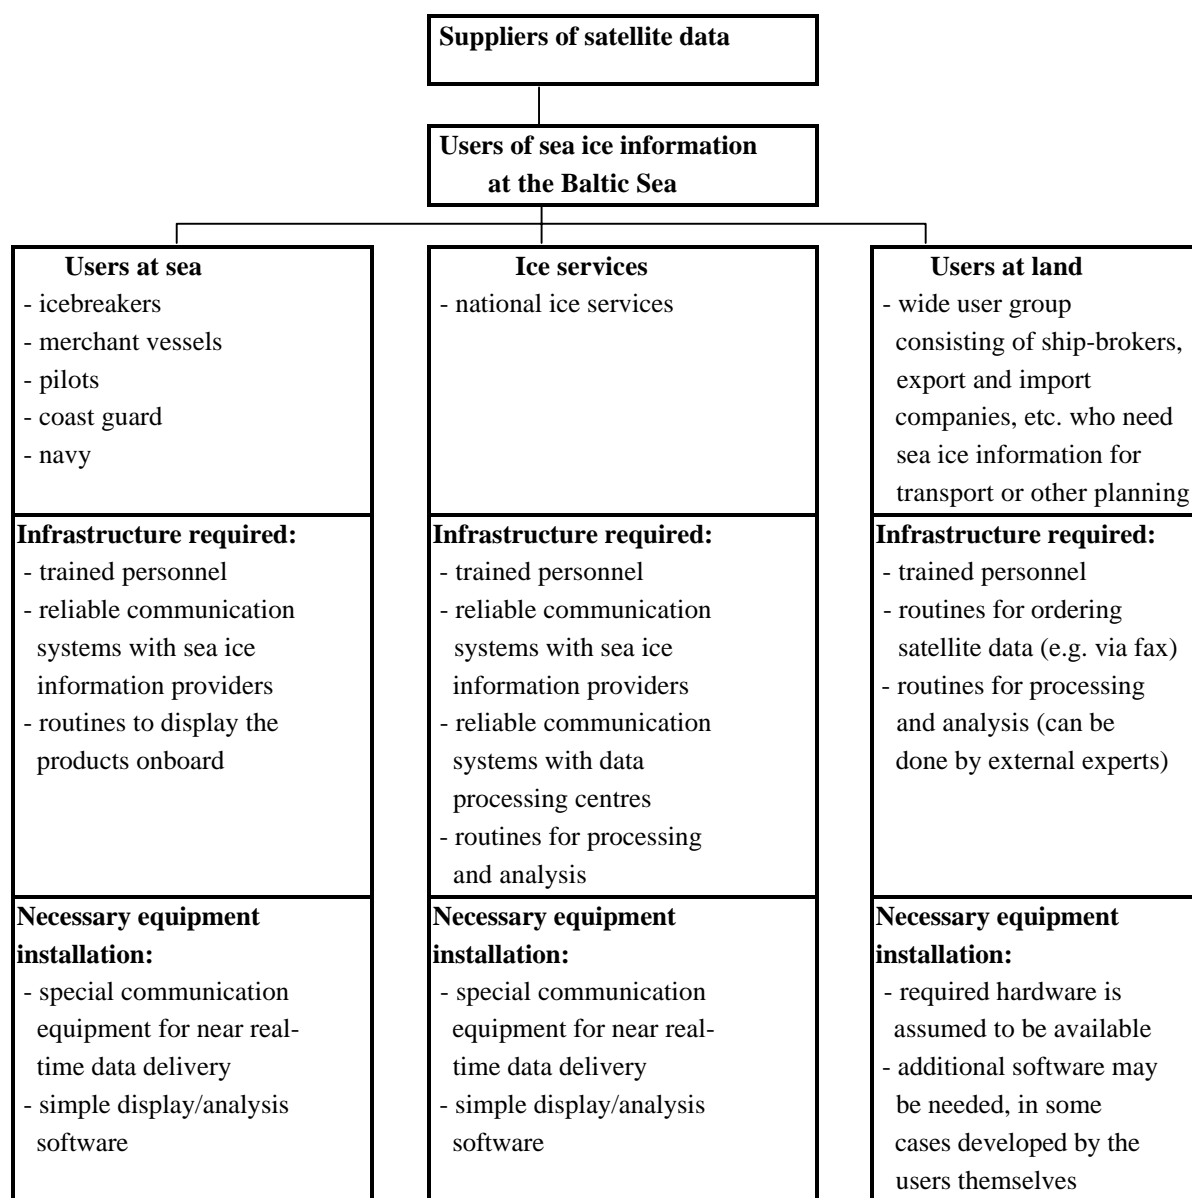 Suppliers of satellite data
Users of sea ice information
at the Baltic Sea
Users at sea
- icebreakers
- merchant vessels
- pilots
- coast guard
- navy
Infrastructure required:
- trained personnel
- reliable communication
systems with sea ice
information providers
- routines to display the
products onboard
Necessary equipment
installation:
- special communication
equipment for near real-
time data delivery
- simple display/analysis
software
Ice services
- national ice services
Infrastructure required:
- trained personnel
- reliable communication
systems with sea ice
information providers
- reliable communication
systems with data
processing centres
- routines for processing
and analysis
Necessary equipment
installation:
- special communication
equipment for near real-
time data delivery
- simple display/analysis
software
Users at land
- wide user group
consisting of ship-brokers,
export and import
companies, etc. who need
sea ice information for
transport or other planning
Infrastructure required:
- trained personnel
- routines for ordering
satellite data (e.g. via fax)
- routines for processing
and analysis (can be
done by external experts)
Necessary equipment
installation:
- required hardware is
assumed to be available
- additional software may
be needed, in some
cases developed by the
users themselves